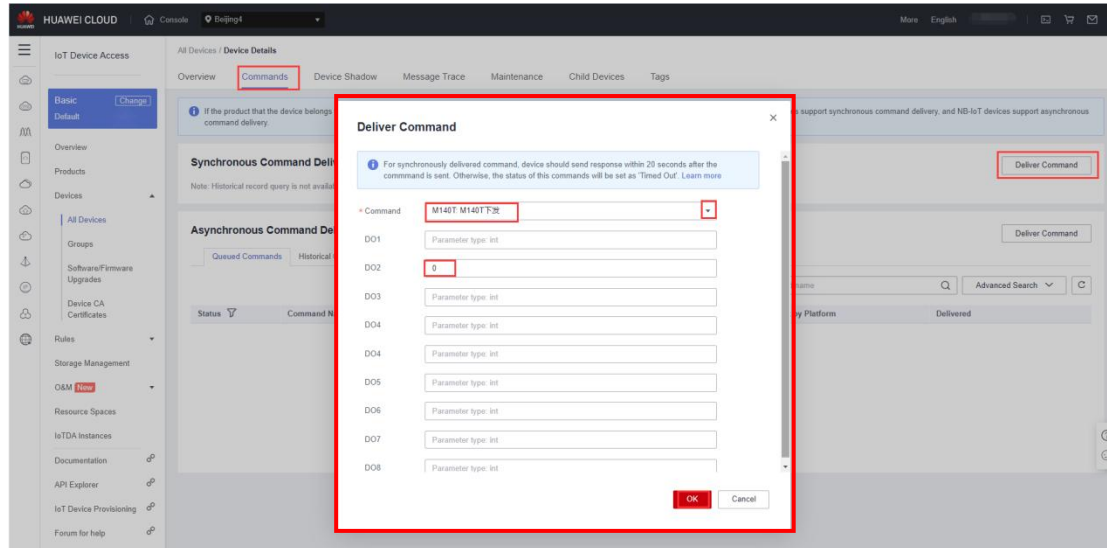 HUAWEI
HUAWEI CLOUD
Console
Beijing4
More
English
IoT Device Access
Basic
Change
Default
Overview
Products
Devices
All Devices
Groups
Software/Firmware
Upgrades
Device CA
Certificates
Rules
Storage Management
O&M New
Resource Spaces
IoTDA Instances
Documentation
API Explorer
IoT Device Provisioning
Forum for help
All Devices / Device Details
Overview
Commands
Device Shadow
Message Trace
Maintenance
Child Devices
Tags
If the product that the device belongs
s support synchronous command delivery, and NB-IoT devices support asynchronous
command delivery.
Synchronous Command Deli
Deliver Command
Note: Historical record query is not availa
Asynchronous Command De
Deliver Command
Queued Commands
Historical
name
Advanced Search
Status
Command N
by Platform
Delivered
Deliver Command
For synchronously delivered command, device should send response within 20 seconds after the
commmand is sent. Otherwise, the status of this commands will be set as 'Timed Out'. Learn more
* Command
M140T: M140T下发
DO1
Parameter type: int
DO2
0
DO3
Parameter type: int
DO4
Parameter type: int
DO4
Parameter type: int
DO5
Parameter type: int
DO6
Parameter type: int
DO7
Parameter type: int
DO8
Parameter type: int
OK
Cancel